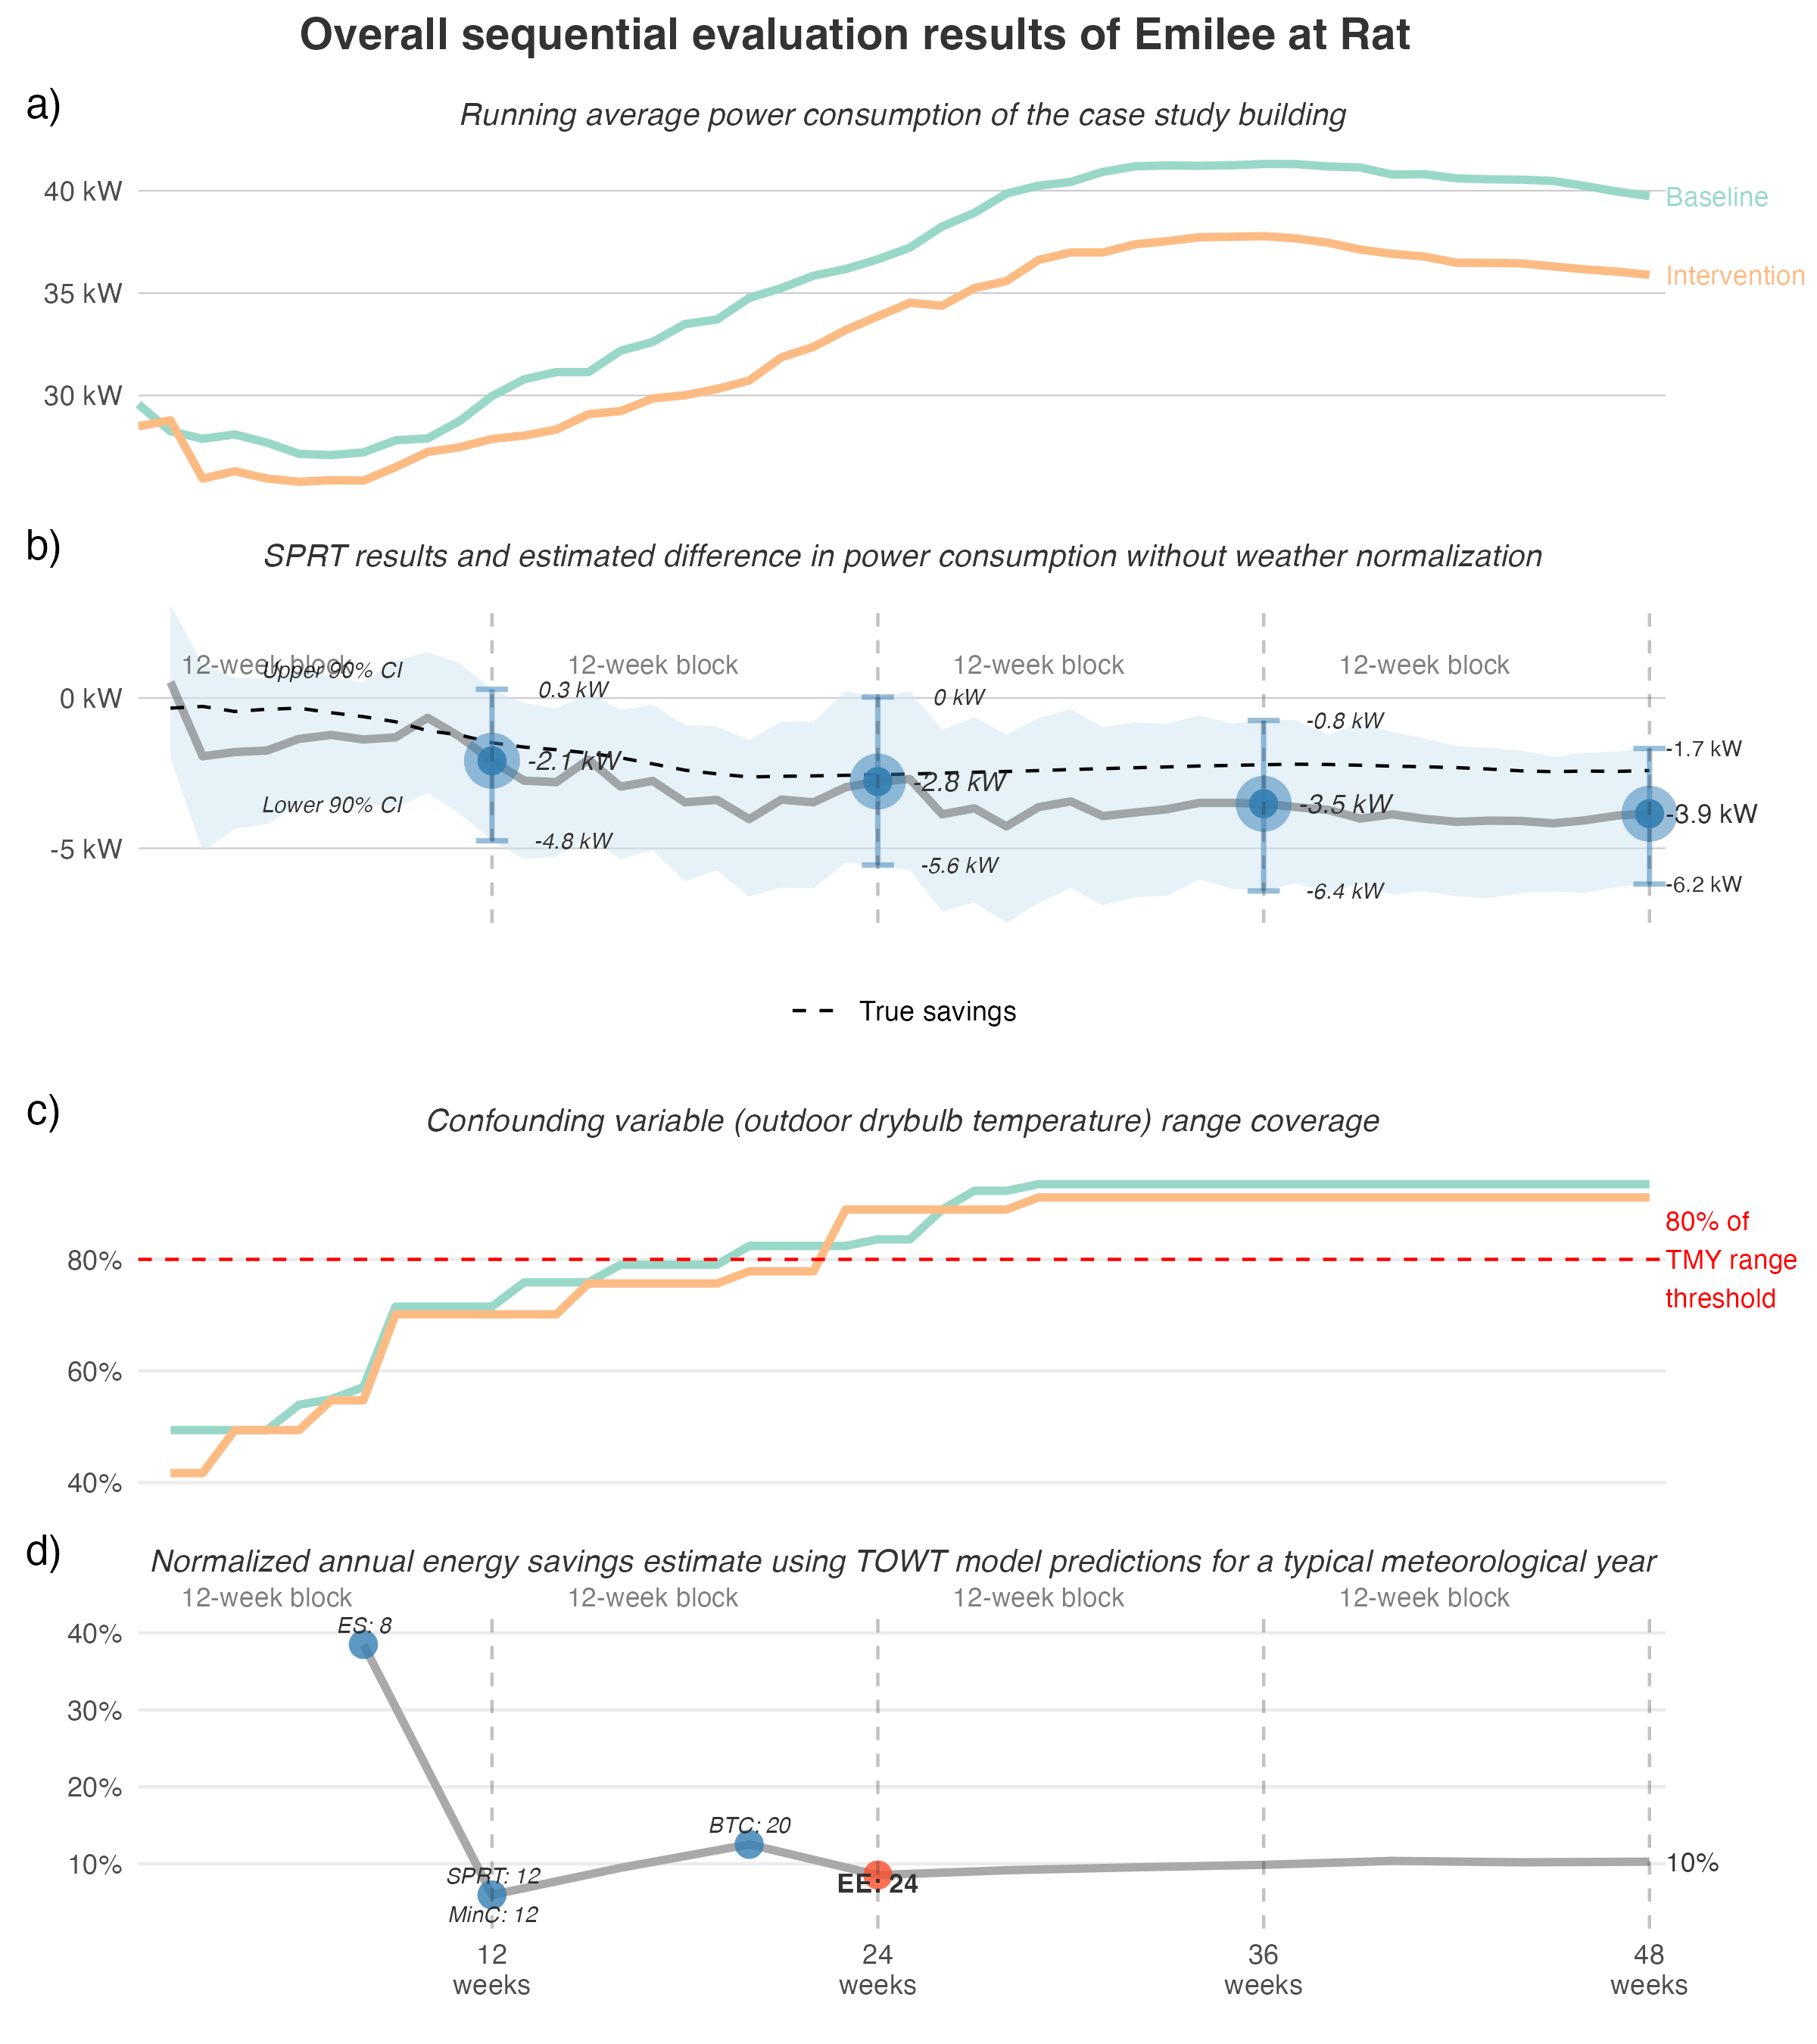 Overall sequential evaluation results of Emilee at Rat
a)
Running average power consumption of the case study building
40 kW
35 kW
30 kW
Baseline
Intervention
b)
SPRT results and estimated difference in power consumption without weather normalization
12-week block
12-week block
12-week block
12-week block
Upper 90% CI
Lower 90% CI
0 kW
-5 kW
0.3 kW
-2.1 kW
-4.8 kW
0 kW
-2.8 kW
-5.6 kW
-0.8 kW
-3.5 kW
-6.4 kW
-1.7 kW
-3.9 kW
-6.2 kW
True savings
c)
Confounding variable (outdoor drybulb temperature) range coverage
80%
60%
40%
80% of
TMY range
threshold
d)
Normalized annual energy savings estimate using TOWT model predictions for a typical meteorological year
12-week block
12-week block
12-week block
12-week block
40%
30%
20%
10%
ES: 8
SPRT: 12
MinC: 12
BTC: 20
EE: 24
10%
12
weeks
24
weeks
36
weeks
48
weeks